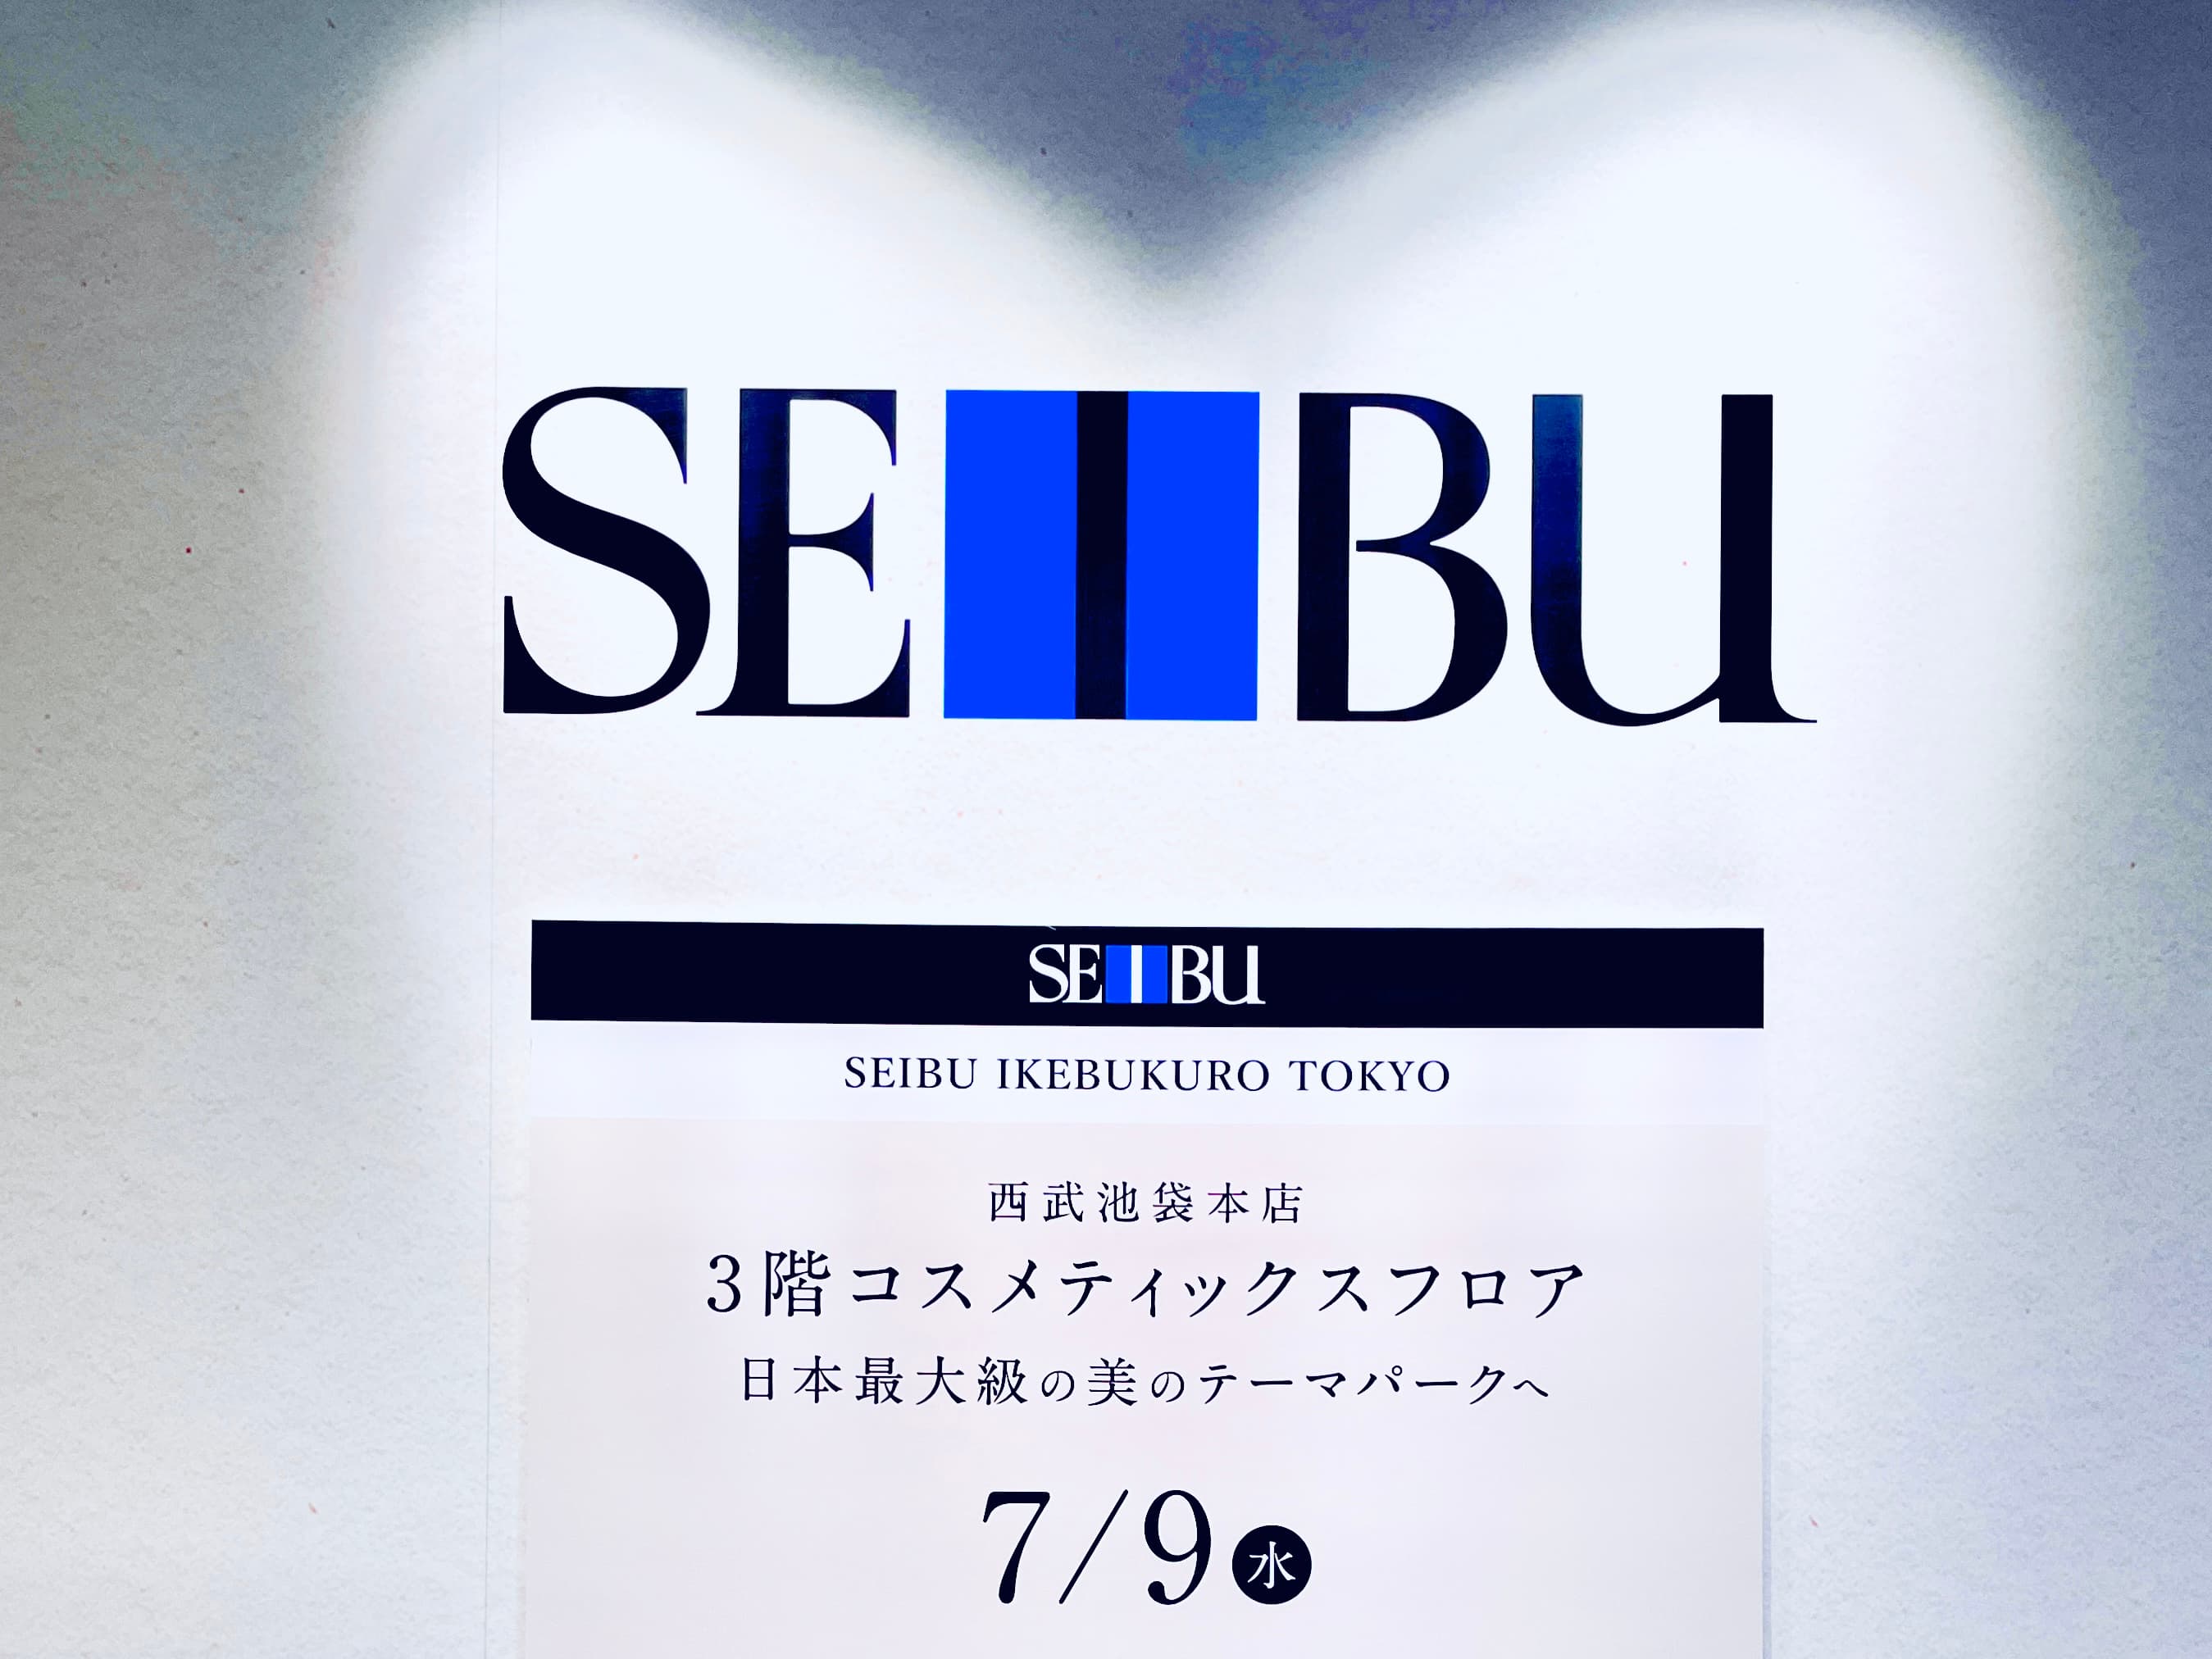 SEIBU
SEIBU
SEIBU IKEBUKURO TOKYO
西武池袋本店
3階コスメティックスフロア
日本最大級の美のテーマパークへ
7/9水